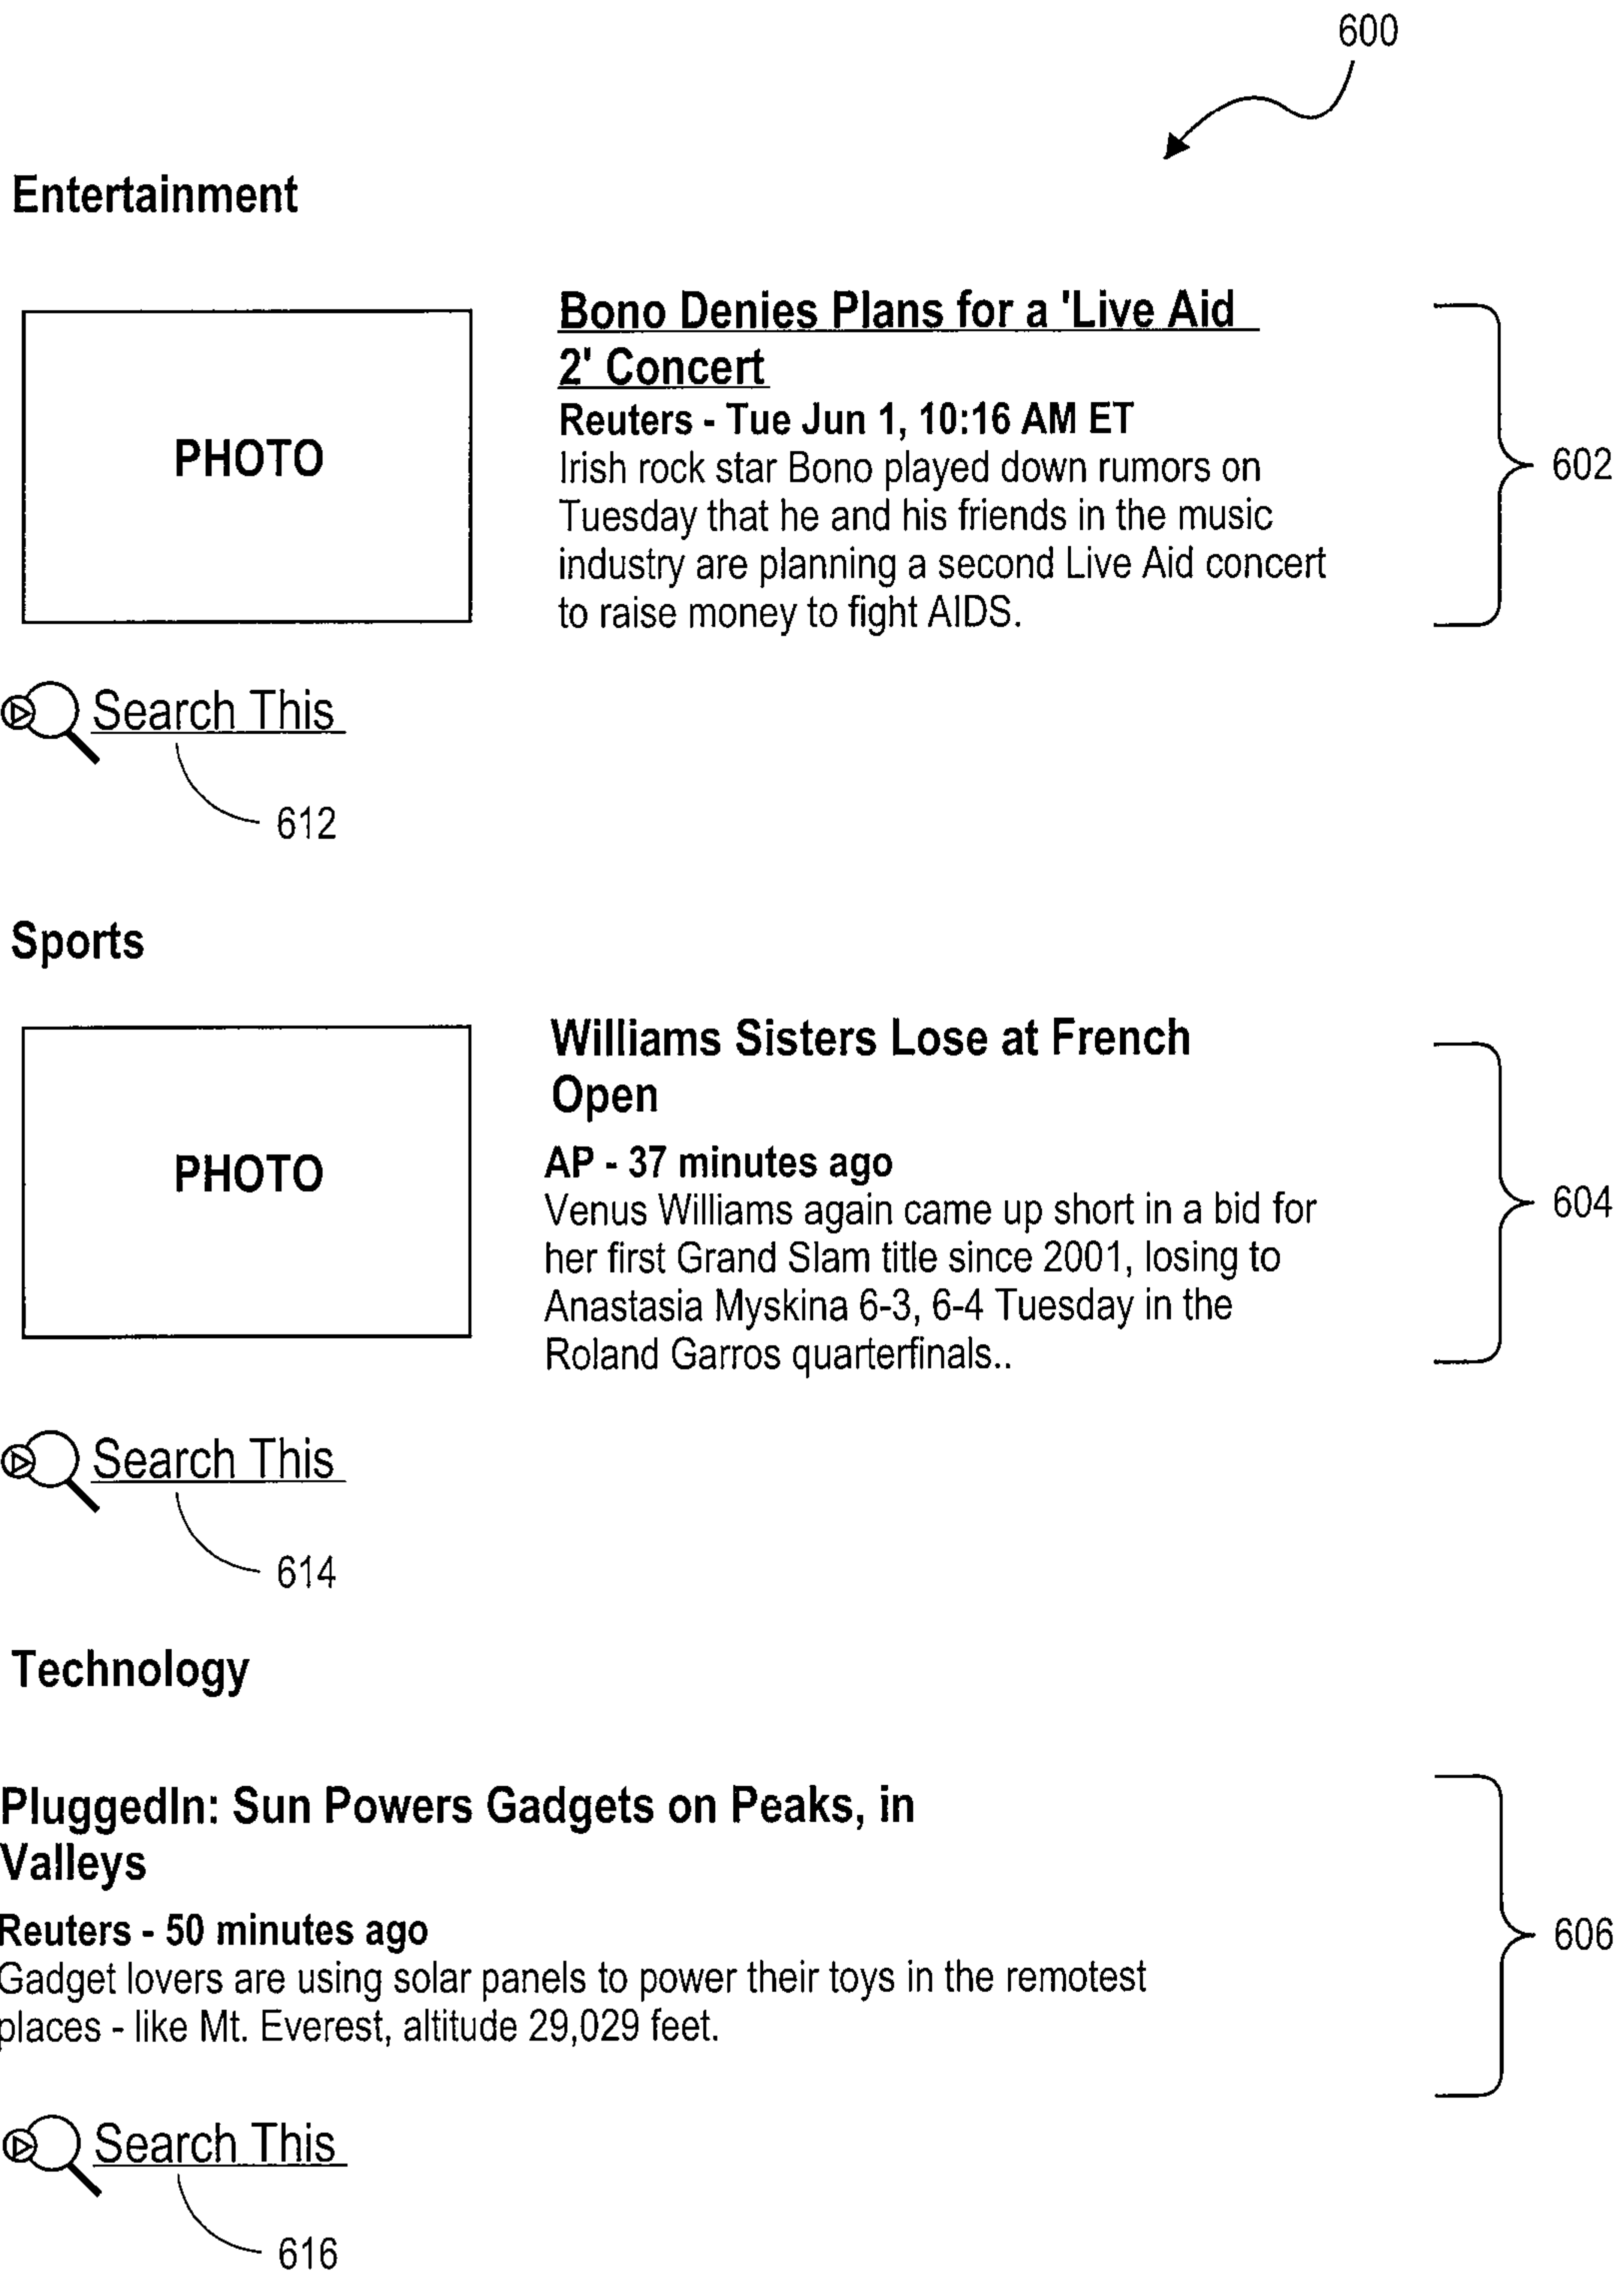 600
Entertainment
PHOTO
Bono Denies Plans for a 'Live Aid
2' Concert
Reuters - Tue Jun 1, 10:16 AM ET
Irish rock star Bono played down rumors on
Tuesday that he and his friends in the music
industry are planning a second Live Aid concert
to raise money to fight AIDS.
602
Search This
612
Sports
PHOTO
Williams Sisters Lose at French
Open
AP - 37 minutes ago
Venus Williams again came up short in a bid for
her first Grand Slam title since 2001, losing to
Anastasia Myskina 6-3, 6-4 Tuesday in the
Roland Garros quarterfinals..
604
Search This
614
Technology
PluggedIn: Sun Powers Gadgets on Peaks, in
Valleys
Reuters - 50 minutes ago
Gadget lovers are using solar panels to power their toys in the remotest
places - like Mt. Everest, altitude 29,029 feet.
606
Search This
616